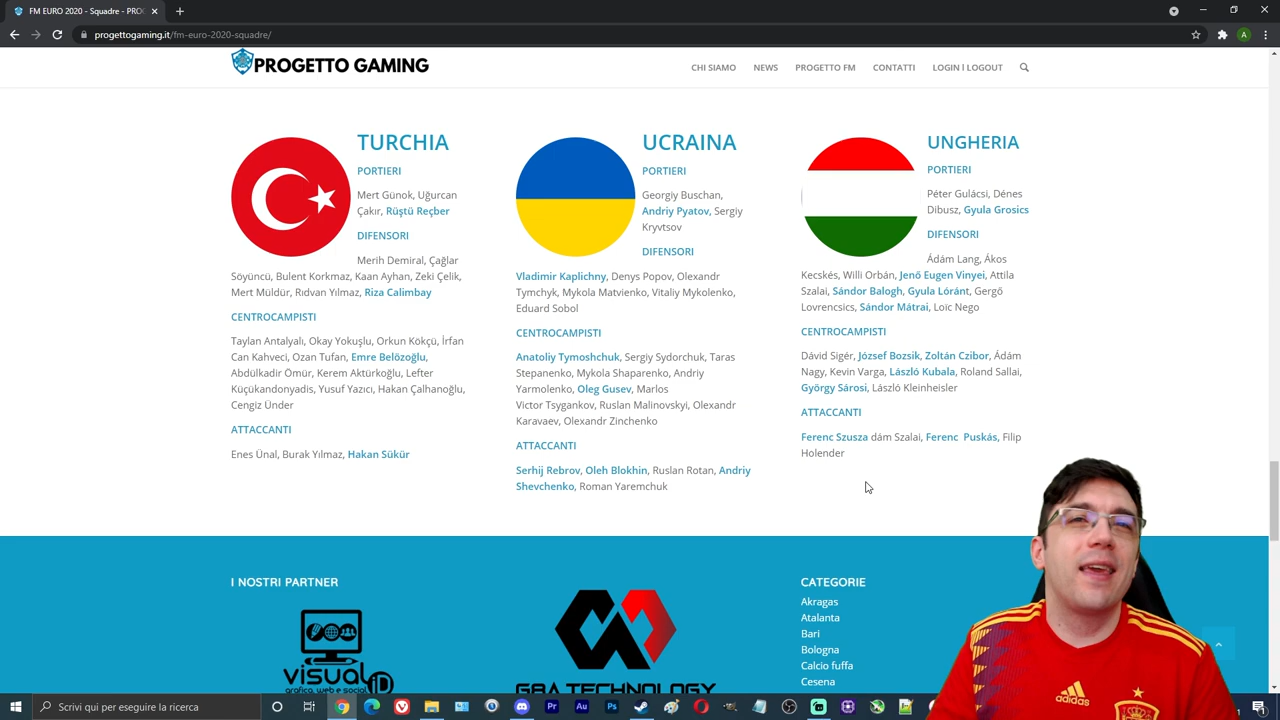 FM EURO 2020 - SQUADRE - PRO
progettogaming.it/fm-euro-2020-squadre/
A
PROGETTO GAMING
CHI SIAMO NEWS PROGETTO FM CONTATTI LOGIN l LOGOUT
TURCHIA
PORTIERI
Mert Günok, Uğurcan
Çakır, Rüştü Reçber
DIFENSORI
Merih Demiral, Çağlar
Söyüncü, Bulent Korkmaz, Kaan Ayhan, Zeki Çelik,
Mert Müldür, Rıdvan Yılmaz, Riza Calimbay
CENTROCAMPISTI
Taylan Antalyalı, Okay Yokuşlu, Orkun Kökçü, İrfan
Can Kahveci, Ozan Tufan, Emre Belözoğlu,
Abdülkadir Ömür, Kerem Aktürkoğlu, Lefter
Küçükandonyadis, Yusuf Yazıcı, Hakan Çalhanoğlu,
Cengiz Ünder
ATTACCANTI
Enes Ünal, Burak Yılmaz, Hakan Sükür
UCRAINA
PORTIERI
Georgiy Buschan,
Andriy Pyatov, Sergiy
Kryvtsov
DIFENSORI
Vladimir Kaplichny, Denys Popov, Olexandr
Tymchyk, Mykola Matvienko, Vitaliy Mykolenko,
Eduard Sobol
CENTROCAMPISTI
Anatoliy Tymoshchuk, Sergiy Sydorchuk, Taras
Stepanenko, Mykola Shaparenko, Andriy
Yarmolenko, Oleg Gusev, Marlos
Victor Tsygankov, Ruslan Malinovskyi, Olexandr
Karavaev, Olexandr Zinchenko
ATTACCANTI
Serhij Rebrov, Oleh Blokhin, Ruslan Rotan, Andriy
Shevchenko, Roman Yaremchuk
UNGHERIA
PORTIERI
Péter Gulácsi, Dénes
Dibusz, Gyula Grosics
DIFENSORI
Ádám Lang, Ákos
Kecskés, Willi Orbán, Jenő Eugen Vinyei, Attila
Szalai, Sándor Balogh, Gyula Lóránt, Gergő
Lovrencsics, Sándor Mátrai, Loïc Nego
CENTROCAMPISTI
Dávid Sigér, József Bozsik, Zoltán Czibor, Ádám
Nagy, Kevin Varga, László Kubala, Roland Sallai,
György Sárosi, László Kleinheisler
ATTACCANTI
Ferenc Szusza dám Szalai, Ferenc Puskás, Filip
Holender
I NOSTRI PARTNER
visualiD
grafica, web e social
GBA TECHNOLOGY
CATEGORIE
Akragas
Atalanta
Bari
Bologna
Calcio fuffa
Cesena
adidas
Scrivi qui per eseguire la ricerca